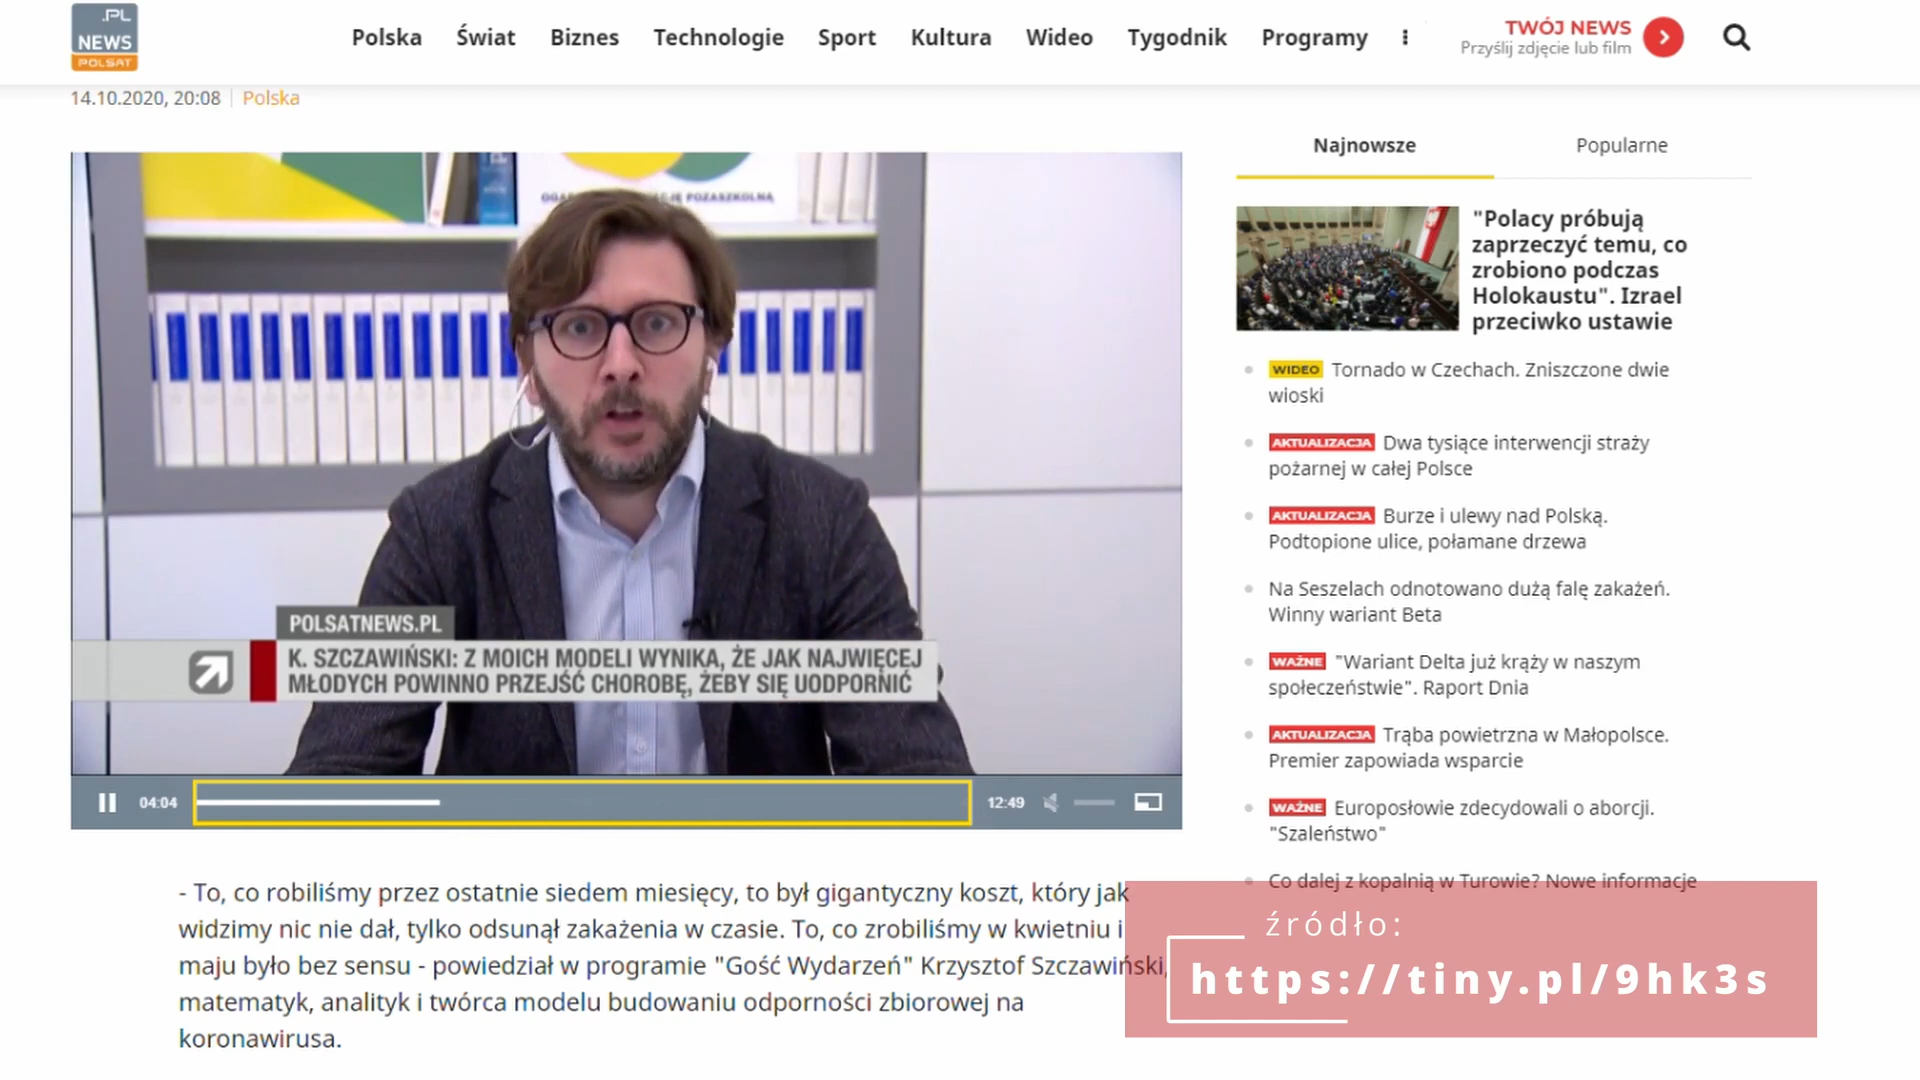 .PL
NEWS
POLSAT
Polska Świat Biznes Technologie Sport Kultura Wideo Tygodnik Programy
TWÓJ NEWS
Przyślij zdjęcie lub film
14.10.2020, 20:08 Polska
POZASZKOLNĄ
POLSATNEWS.PL
K. SZCZAWIŃSKI: Z MOICH MODELI WYNIKA, ŻE JAK NAJWIĘCEJ
MŁODYCH POWINNO PRZEJŚĆ CHOROBĘ, ŻEBY SIĘ UODPORNIĆ
04:04 12:49
- To, co robiliśmy przez ostatnie siedem miesięcy, to był gigantyczny koszt, który jak
widzimy nic nie dał, tylko odsunął zakażenia w czasie. To, co zrobiliśmy w kwietniu i
maju było bez sensu - powiedział w programie "Gość Wydarzeń" Krzysztof Szczawiński,
matematyk, analityk i twórca modelu budowaniu odporności zbiorowej na
koronawirusa.
Najnowsze Popularne
"Polacy próbują
zaprzeczyć temu, co
zrobiono podczas
Holokaustu". Izrael
przeciwko ustawie
WIDEO Tornado w Czechach. Zniszczone dwie
wioski
AKTUALIZACJA Dwa tysiące interwencji straży
pożarnej w całej Polsce
AKTUALIZACJA Burze i ulewy nad Polską.
Podtopione ulice, połamane drzewa
Na Seszelach odnotowano dużą falę zakażeń.
Winny wariant Beta
WAŻNE "Wariant Delta już krąży w naszym
społeczeństwie". Raport Dnia
AKTUALIZACJA Trąba powietrzna w Małopolsce.
Premier zapowiada wsparcie
WAŻNE Europosłowie zdecydowali o aborcji.
"Szaleństwo"
Co dalej z kopalnią w Turowie? Nowe informacje
źródło:
https://tiny.pl/9hk3s